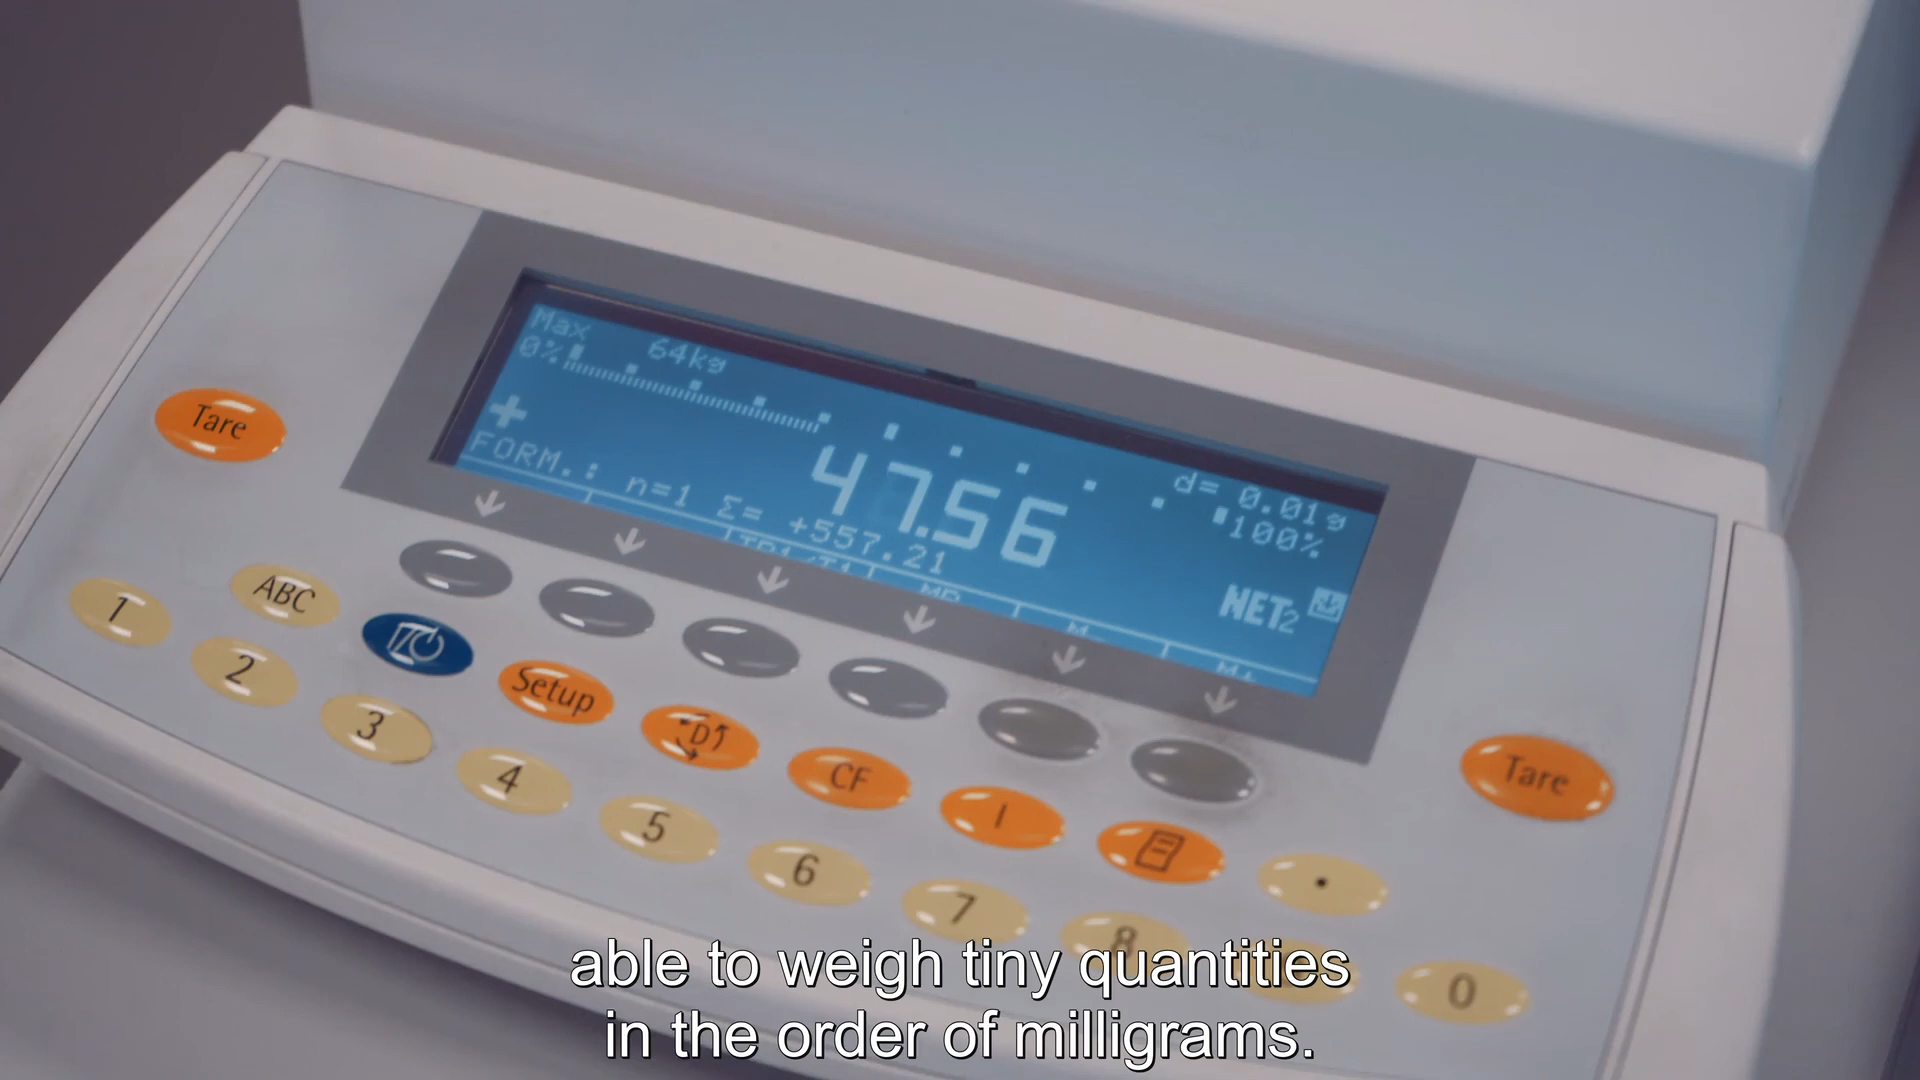 Max 64kg
0%
d= 0.01g
100%
+ 47.56
FORM.: n=1 Σ= +557.21
NET2
Tare
ABC
Setup
CF
I
.
Tare
1 2 3 4 5 6 7 8 0
able to weigh tiny quantities
in the order of milligrams.